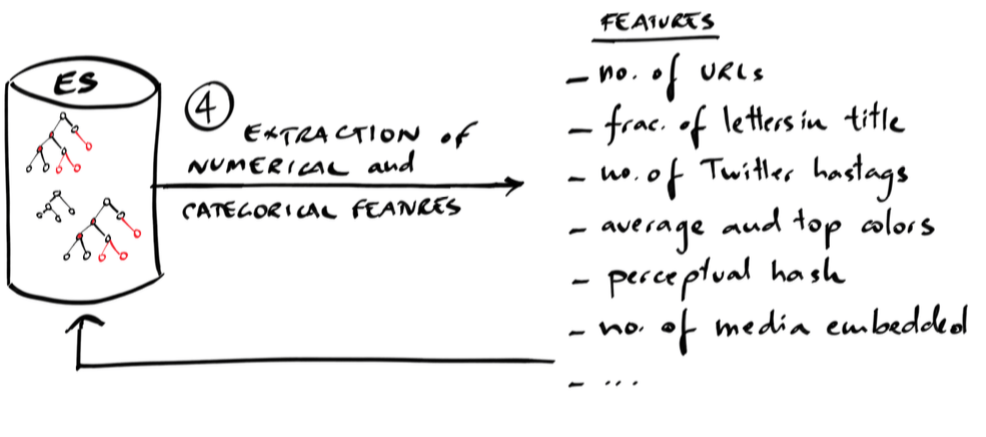 ES
④
EXTRACTION of
NUMERICAL and
CATEGORICAL FEATURES
FEATURES
- no. of URLs
- frac. of letters in title
- no. of Twitter hastags
- average and top colors
- perceptual hash
- no. of media embedded
- ...